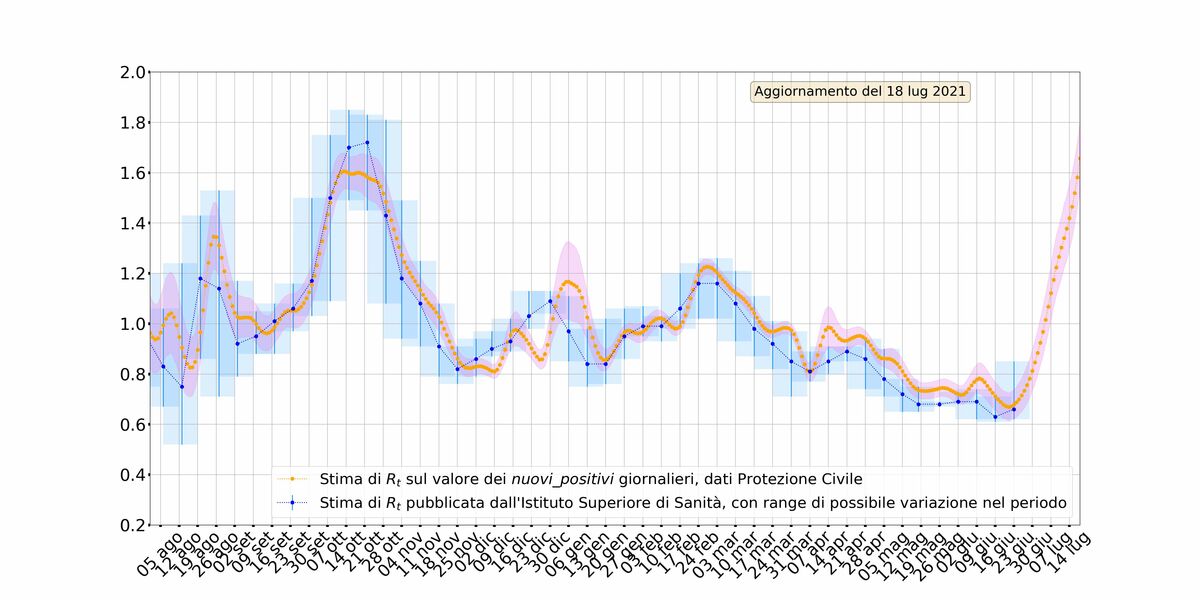 2.0
1.8
1.6
1.4
1.2
1.0
0.8
0.6
0.4
0.2
Aggiornamento del 18 lug 2021
Stima di Rt sul valore dei nuovi_positivi giornalieri, dati Protezione Civile
Stima di Rt pubblicata dall'Istituto Superiore di Sanità, con range di possibile variazione nel periodo
05 ago
12 ago
19 ago
26 ago
02 set
09 set
16 set
23 set
30 set
07 ott
14 ott
21 ott
28 ott
04 nov
11 nov
18 nov
25 nov
02 dic
09 dic
16 dic
23 dic
30 dic
06 gen
13 gen
20 gen
27 gen
03 feb
10 feb
17 feb
24 feb
03 mar
10 mar
17 mar
24 mar
31 mar
07 apr
14 apr
21 apr
28 apr
05 mag
12 mag
19 mag
26 mag
02 giu
09 giu
16 giu
23 giu
30 giu
07 lug
14 lug